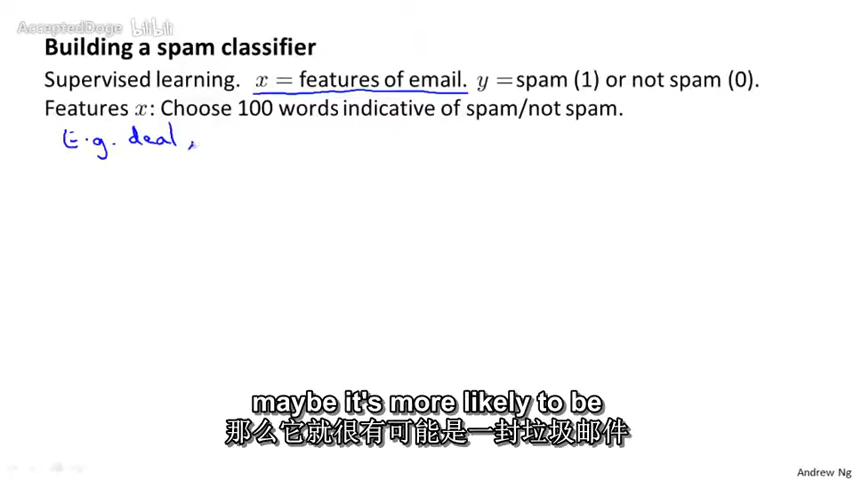 AcceptedDoge bilibili
Building a spam classifier
Supervised learning. x = features of email. y = spam (1) or not spam (0).
Features x: Choose 100 words indicative of spam/not spam.
E.g. deal,
maybe it's more likely to be
那么它就很有可能是一封垃圾邮件
Andrew Ng